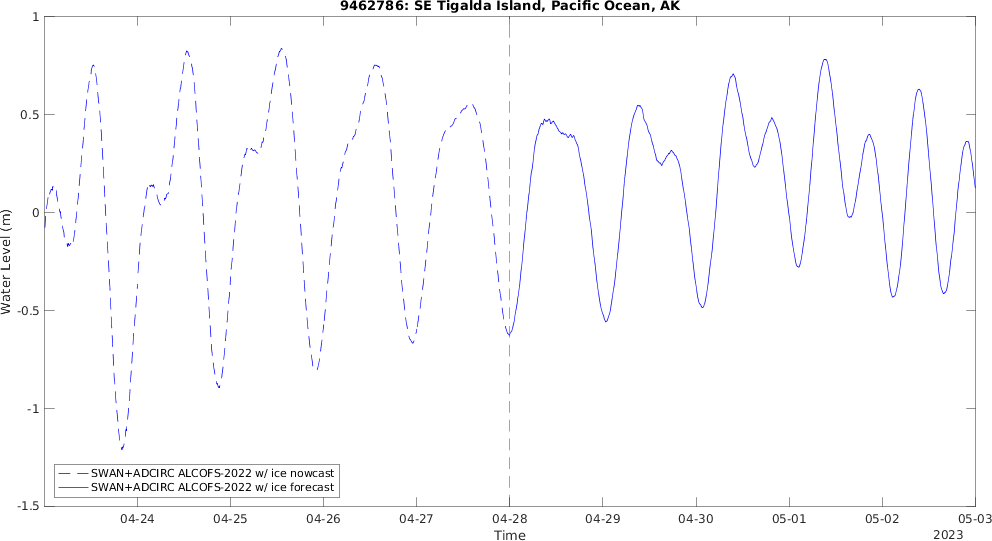 9462786: SE Tigalda Island, Pacific Ocean, AK
1
0.5
0
-0.5
-1
-1.5
Water Level (m)
SWAN+ADCIRC ALCOFS-2022 w/ ice nowcast
SWAN+ADCIRC ALCOFS-2022 w/ ice forecast
04-24 04-25 04-26 04-27 04-28 04-29 04-30 05-01 05-02 05-03
Time
2023